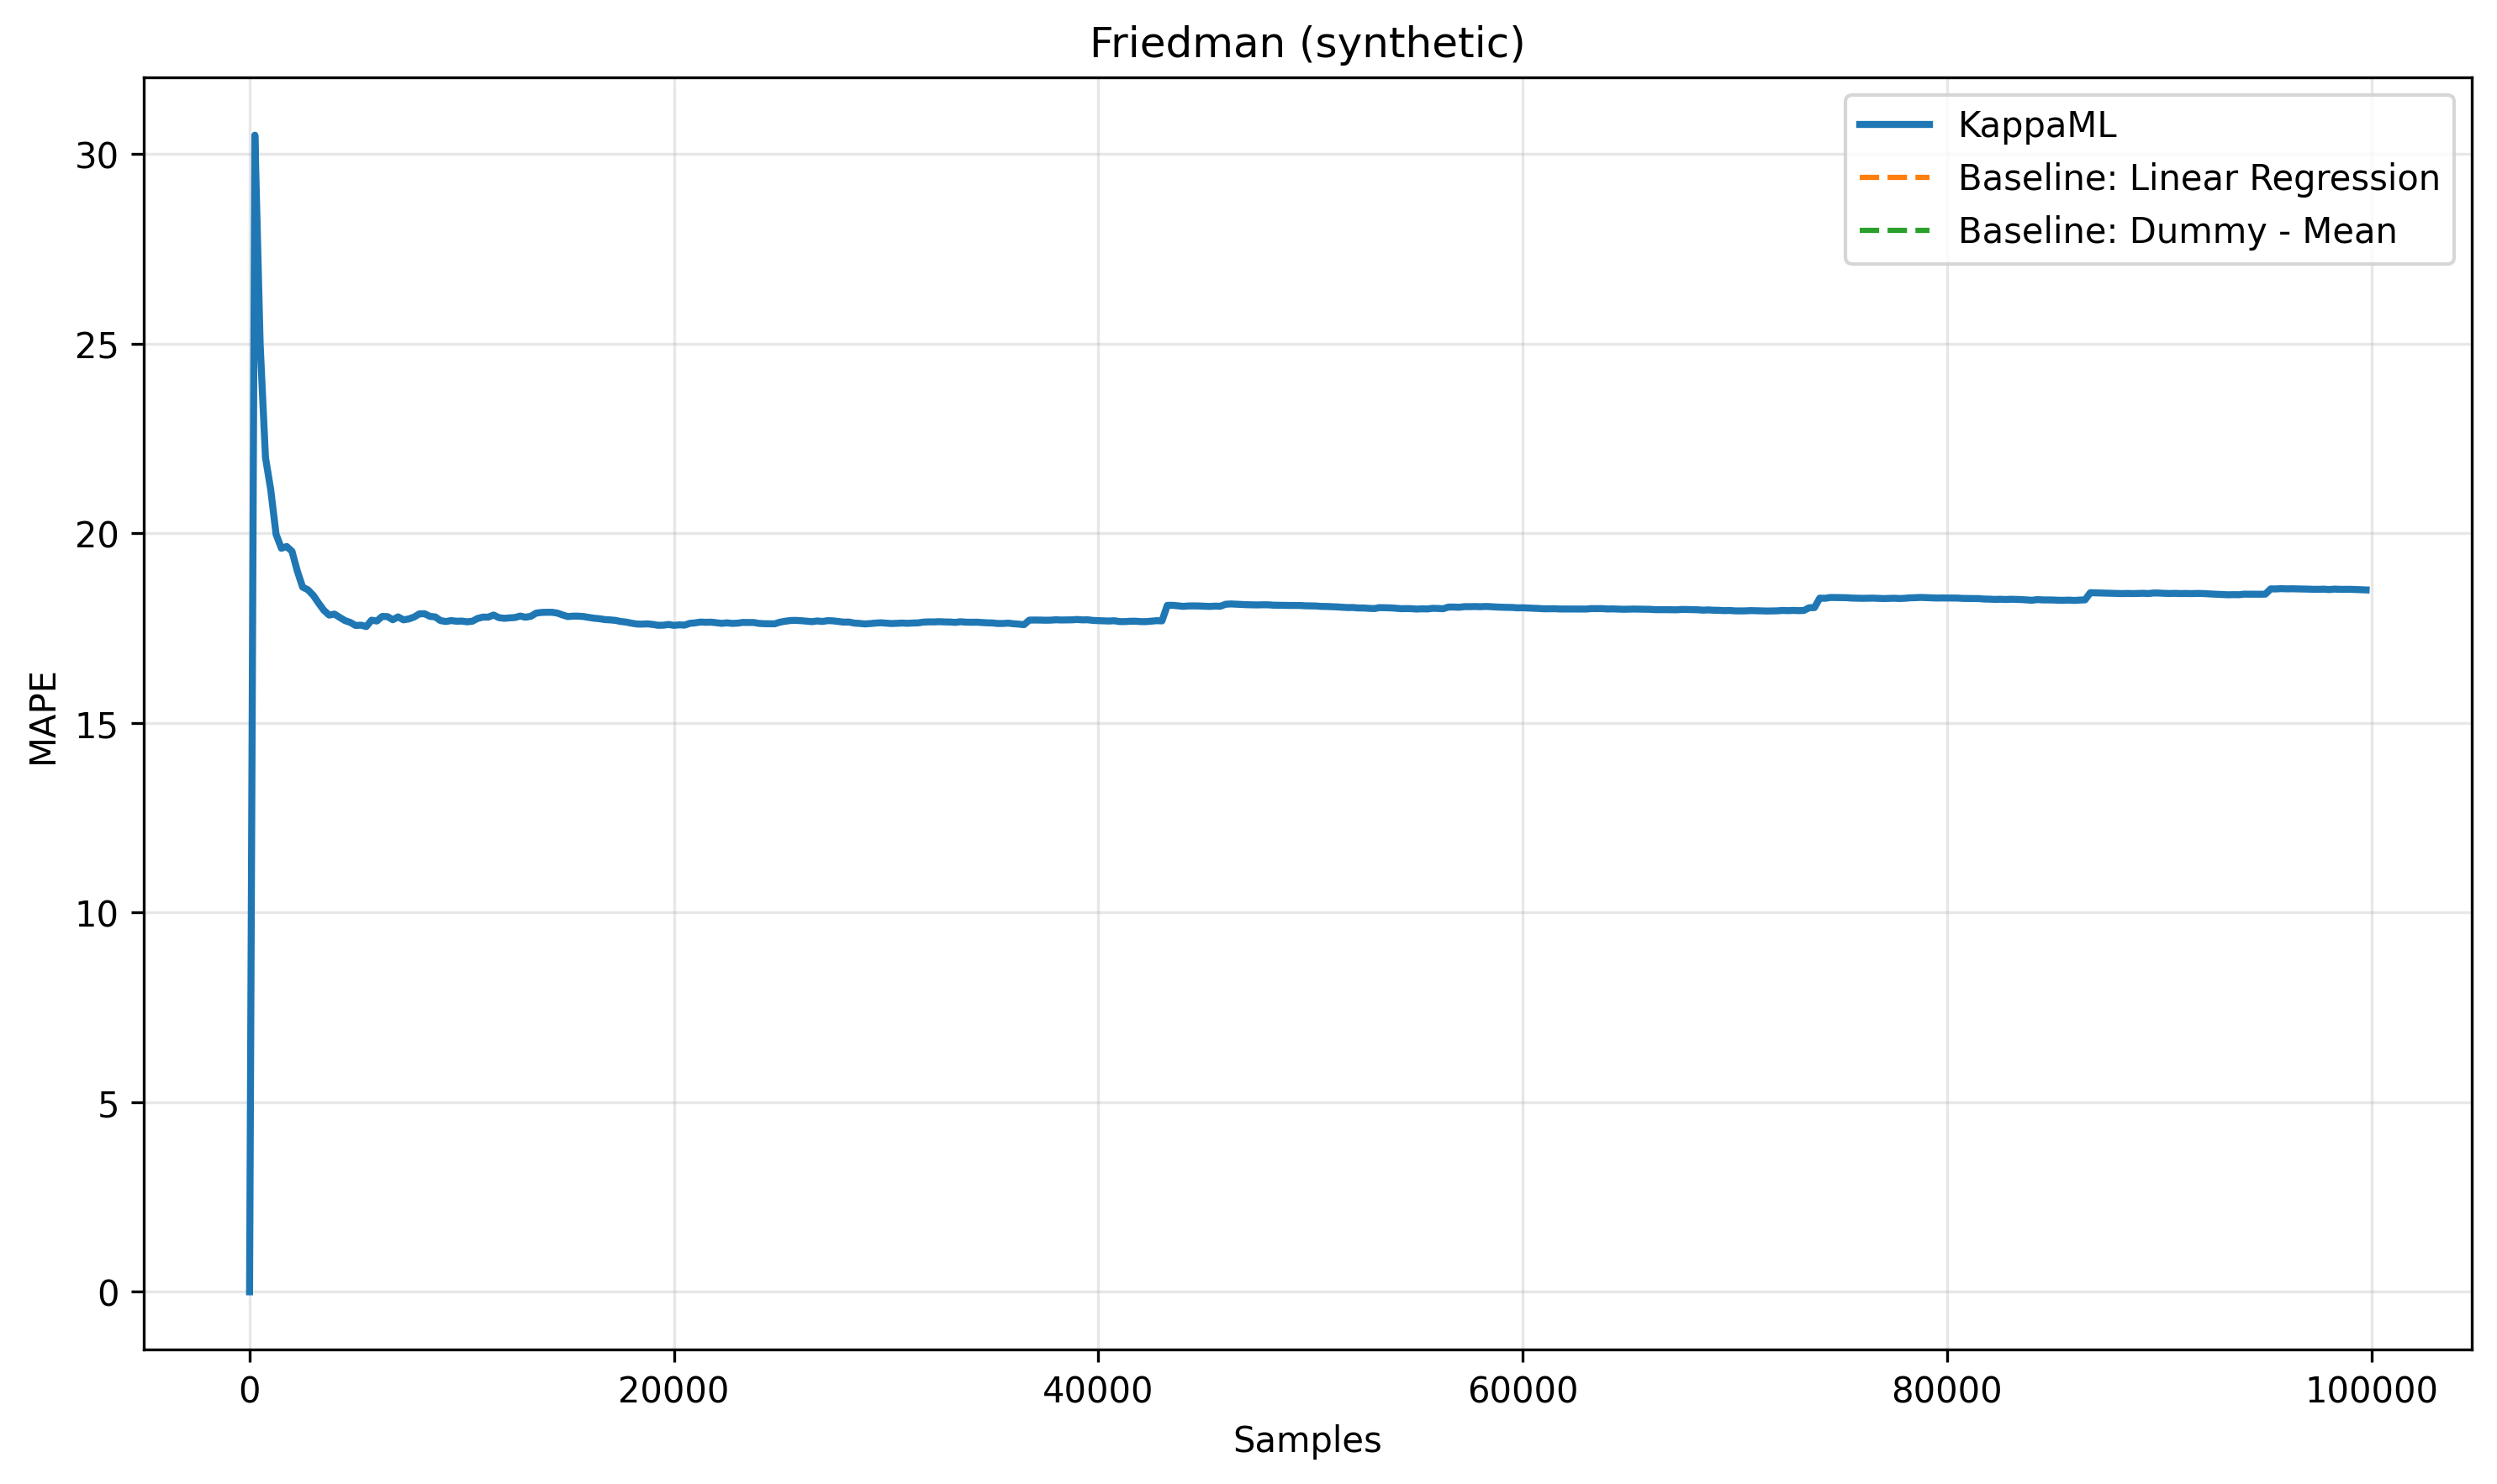 Friedman (synthetic)
KappaML
Baseline: Linear Regression
Baseline: Dummy - Mean
30
25
20
15
10
5
0
MAPE
0 20000 40000 60000 80000 100000
Samples